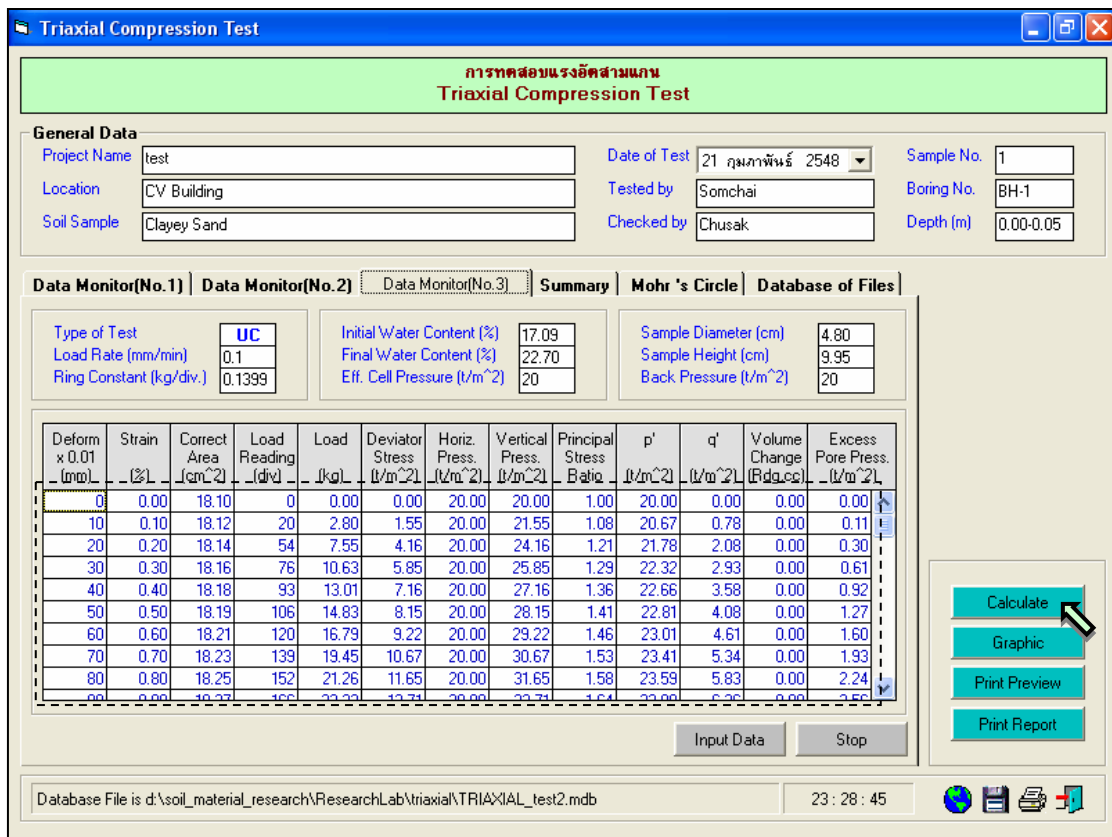 Triaxial Compression Test
การทดสอบแรงอัดสามแกน
Triaxial Compression Test
General Data
Project Name test Date of Test 21 กุมภาพันธ์ 2548 Sample No. 1
Location CV Building Tested by Somchai Boring No. BH-1
Soil Sample Clayey Sand Checked by Chusak Depth (m) 0.00-0.05
Data Monitor(No.1) Data Monitor(No.2) Data Monitor(No.3) Summary Mohr 's Circle Database of Files
Type of Test UC Initial Water Content (%) 17.09 Sample Diameter (cm) 4.80
Load Rate (mm/min) 0.1 Final Water Content (%) 22.70 Sample Height (cm) 9.95
Ring Constant (kg/div.) 0.1399 Eff. Cell Pressure (t/m^2) 20 Back Pressure (t/m^2) 20
Deform Strain Correct Load Load Deviator Horiz. Vertical Principal p' q' Volume Excess
x 0.01 Area Reading Stress Press. Press. Stress Change Pore Press.
(mm) (%) (cm^2) (div) (kg) (t/m^2) (t/m^2) (t/m^2) Ratio (t/m^2) (t/m^2) (Rdg.cc) (t/m^2)
0 0.00 18.10 0 0.00 0.00 20.00 20.00 1.00 20.00 0.00 0.00 0.00
10 0.10 18.12 20 2.80 1.55 20.00 21.55 1.08 20.67 0.78 0.00 0.11
20 0.20 18.14 54 7.55 4.16 20.00 24.16 1.21 21.78 2.08 0.00 0.30
30 0.30 18.16 76 10.63 5.85 20.00 25.85 1.29 22.32 2.93 0.00 0.61
40 0.40 18.18 93 13.01 7.16 20.00 27.16 1.36 22.66 3.58 0.00 0.92
50 0.50 18.19 106 14.83 8.15 20.00 28.15 1.41 22.81 4.08 0.00 1.27
60 0.60 18.21 120 16.79 9.22 20.00 29.22 1.46 23.01 4.61 0.00 1.60
70 0.70 18.23 139 19.45 10.67 20.00 30.67 1.53 23.41 5.34 0.00 1.93
80 0.80 18.25 152 21.26 11.65 20.00 31.65 1.58 23.59 5.83 0.00 2.24
Calculate
Graphic
Print Preview
Print Report
Input Data Stop
Database File is d:\soil_material_research\ResearchLab\triaxial\TRIAXIAL_test2.mdb 23 : 28 : 45